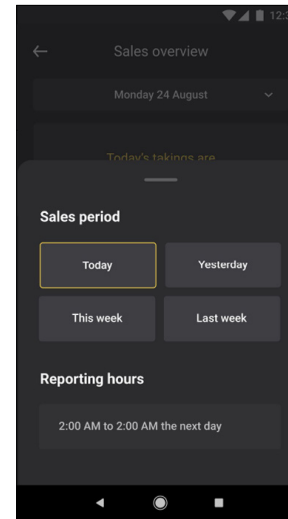 Sales overview
Monday 24 August
Today's takings are
Sales period
Today
Yesterday
This week
Last week
Reporting hours
2:00 AM to 2:00 AM the next day